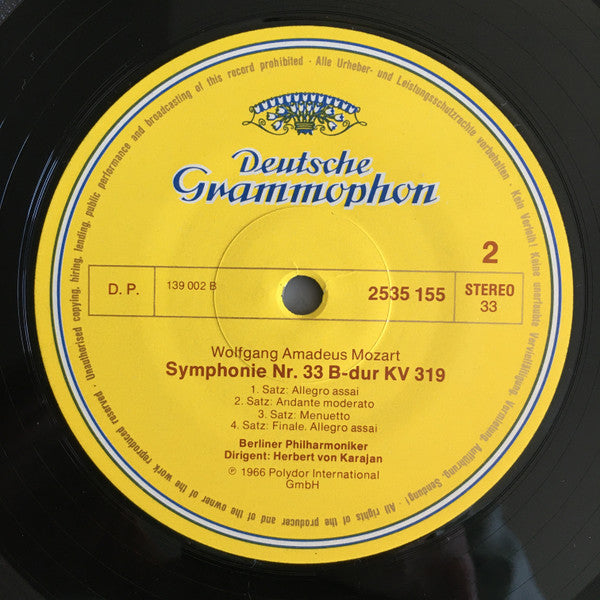 Unauthorised copying, hiring, lending, public performance and broadcasting of this record prohibited · Alle Urheber- und Leistungsschutzrechte vorbehalten · Kein Verleih! Keine unerlaubte Vervielfältigung, Vermietung, Aufführung, Sendung! · All rights of the producer and of the owner of the work reproduced reserved ·
Deutsche
Grammophon
2
D. P. 139 002 B 2535 155 STEREO
33
Wolfgang Amadeus Mozart
Symphonie Nr. 33 B-dur KV 319
1. Satz: Allegro assai
2. Satz: Andante moderato
3. Satz: Menuetto
4. Satz: Finale. Allegro assai
Berliner Philharmoniker
Dirigent: Herbert von Karajan
℗ 1966 Polydor International
GmbH